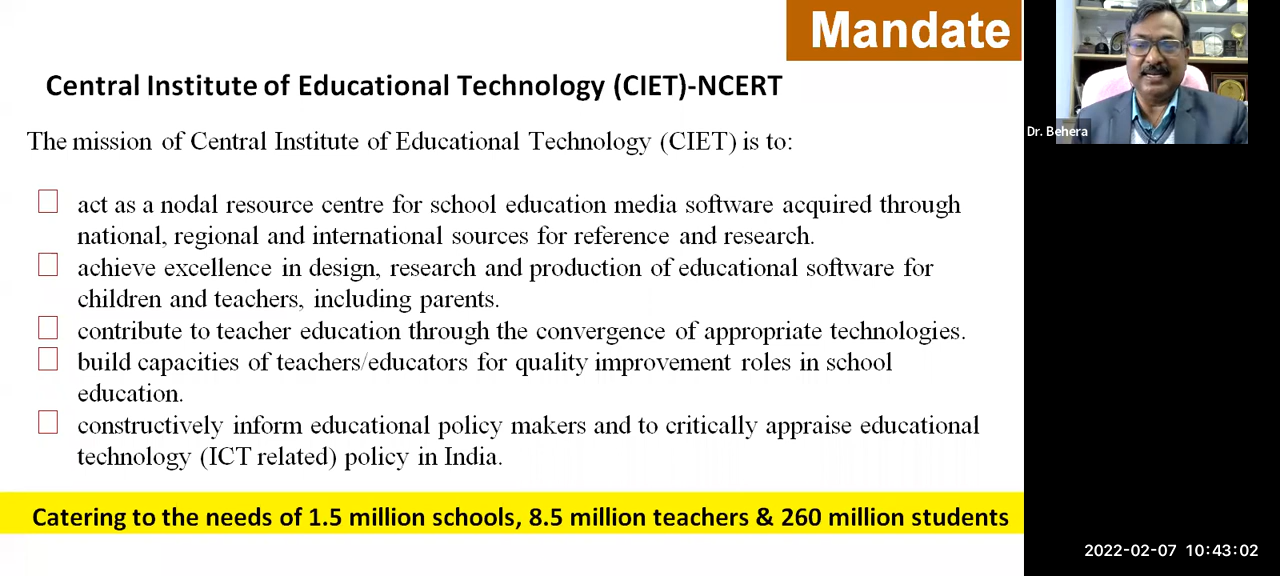 Mandate
Central Institute of Educational Technology (CIET)-NCERT
The mission of Central Institute of Educational Technology (CIET) is to:
act as a nodal resource centre for school education media software acquired through
national, regional and international sources for reference and research.
achieve excellence in design, research and production of educational software for
children and teachers, including parents.
contribute to teacher education through the convergence of appropriate technologies.
build capacities of teachers/educators for quality improvement roles in school
education.
constructively inform educational policy makers and to critically appraise educational
technology (ICT related) policy in India.
Catering to the needs of 1.5 million schools, 8.5 million teachers & 260 million students
Dr. Behera
2022-02-07 10:43:02